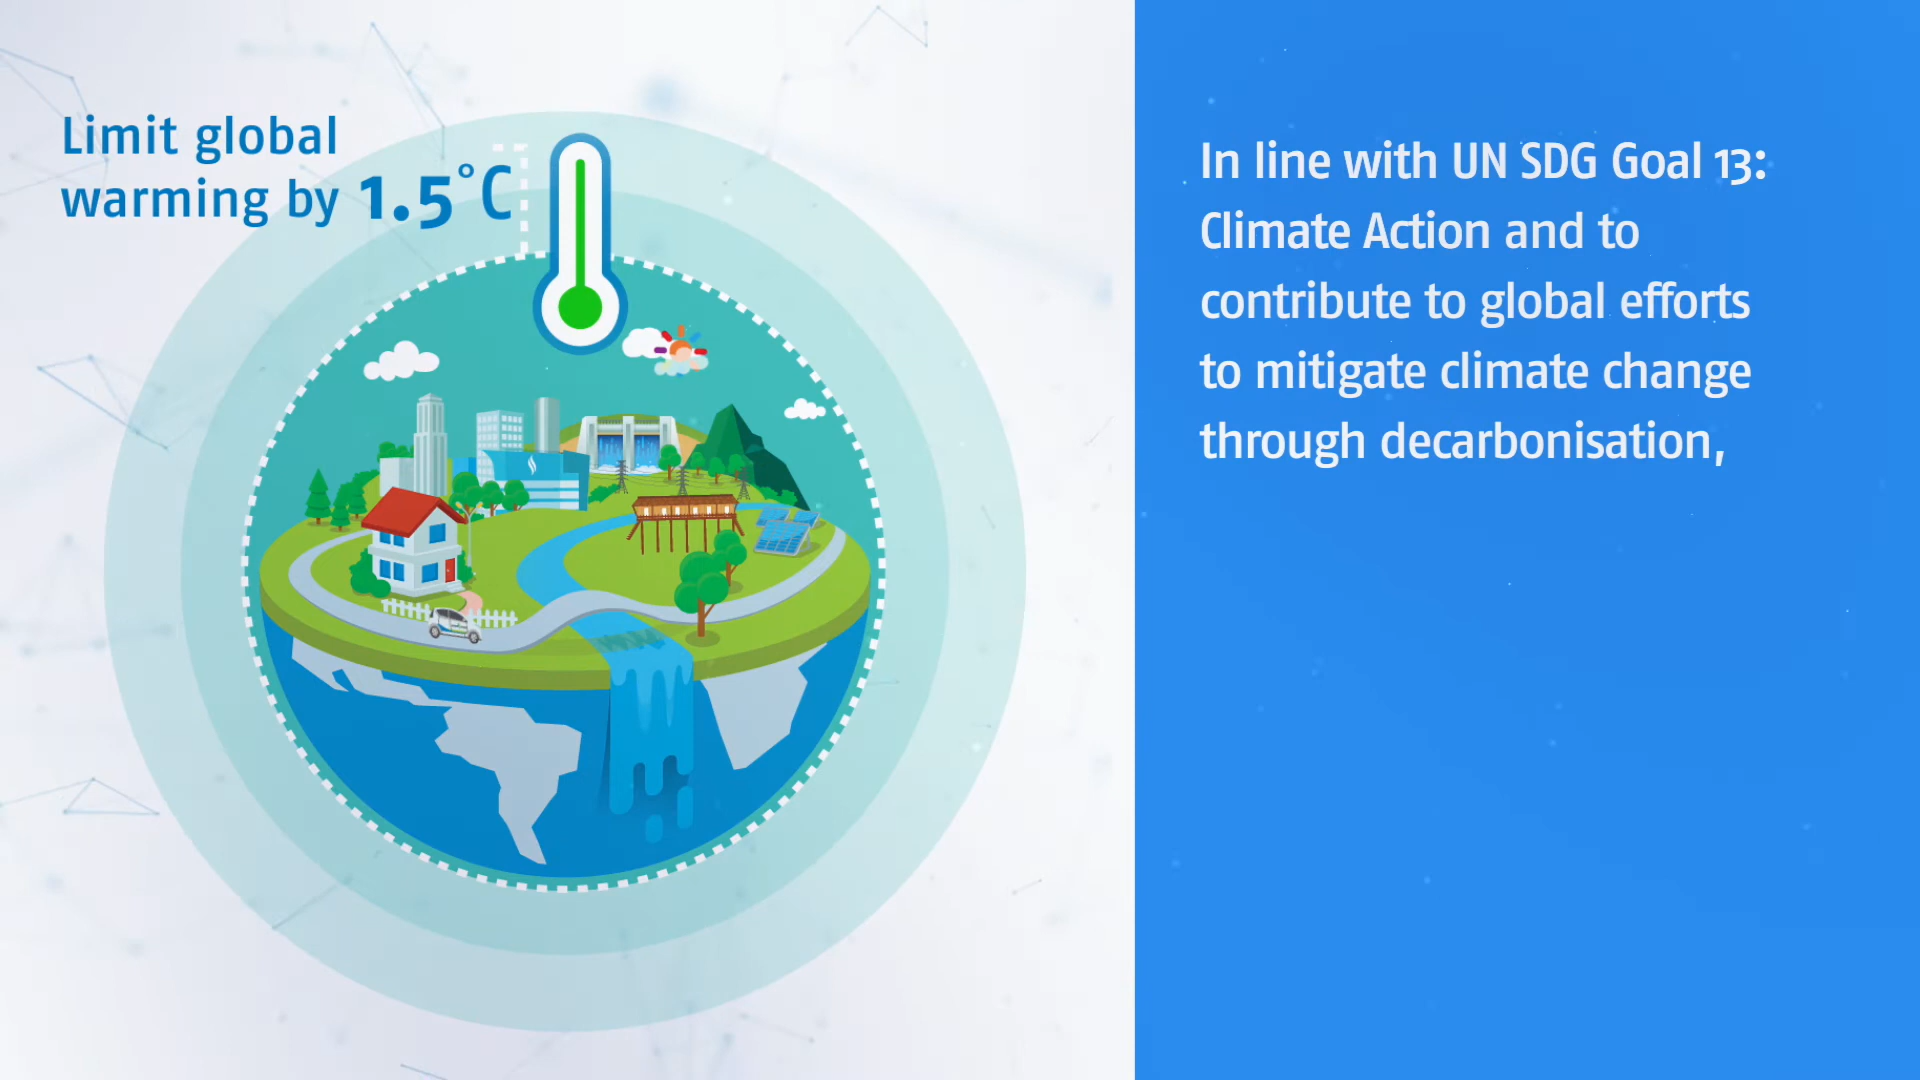 Limit global
warming by 1.5°C
In line with UN SDG Goal 13:
Climate Action and to
contribute to global efforts
to mitigate climate change
through decarbonisation,